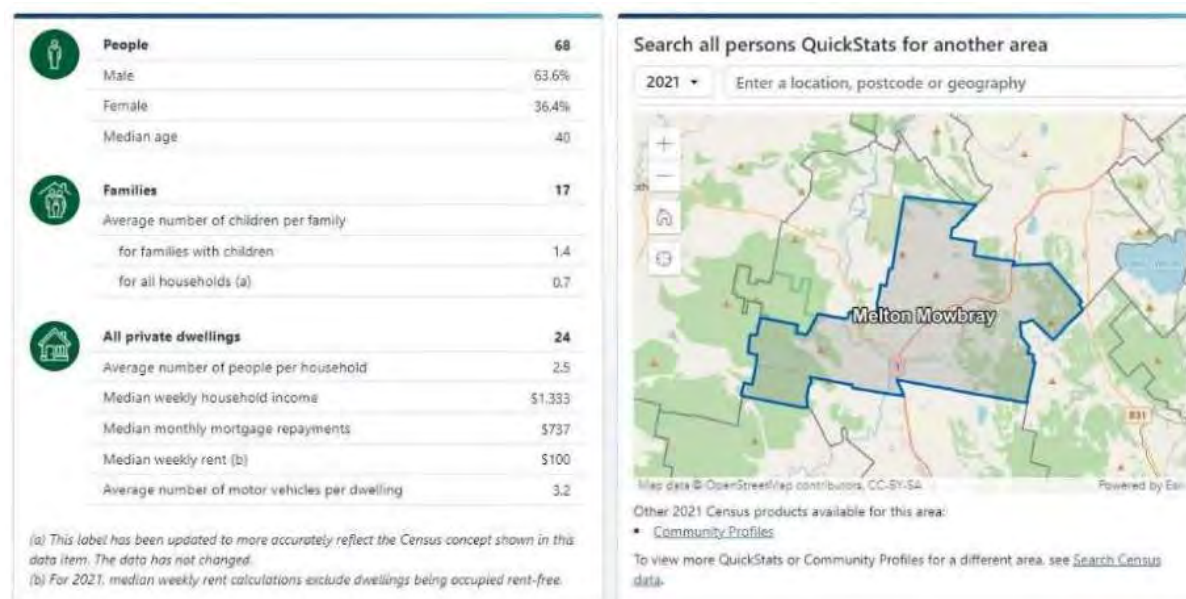 People 68
Male 63.6%
Female 36.4%
Median age 40
Families 17
Average number of children per family
for families with children 1.4
for all households (a) 0.7
All private dwellings 24
Average number of people per household 2.5
Median weekly household income $1,333
Median monthly mortgage repayments $737
Median weekly rent (b) $100
Average number of motor vehicles per dwelling 3.2
(a) This label has been updated to more accurately reflect the Census concept shown in this
data item. The data has not changed.
(b) For 2021, median weekly rent calculations exclude dwellings being occupied rent-free.
Search all persons QuickStats for another area
2021 Enter a location, postcode or geography
Melton Mowbray
1
B31
Map data © OpenStreetMap contributors, CC-BY-SA Powered by Esri
Other 2021 Census products available for this area:
• Community Profiles
To view more QuickStats or Community Profiles for a different area, see Search Census
data.